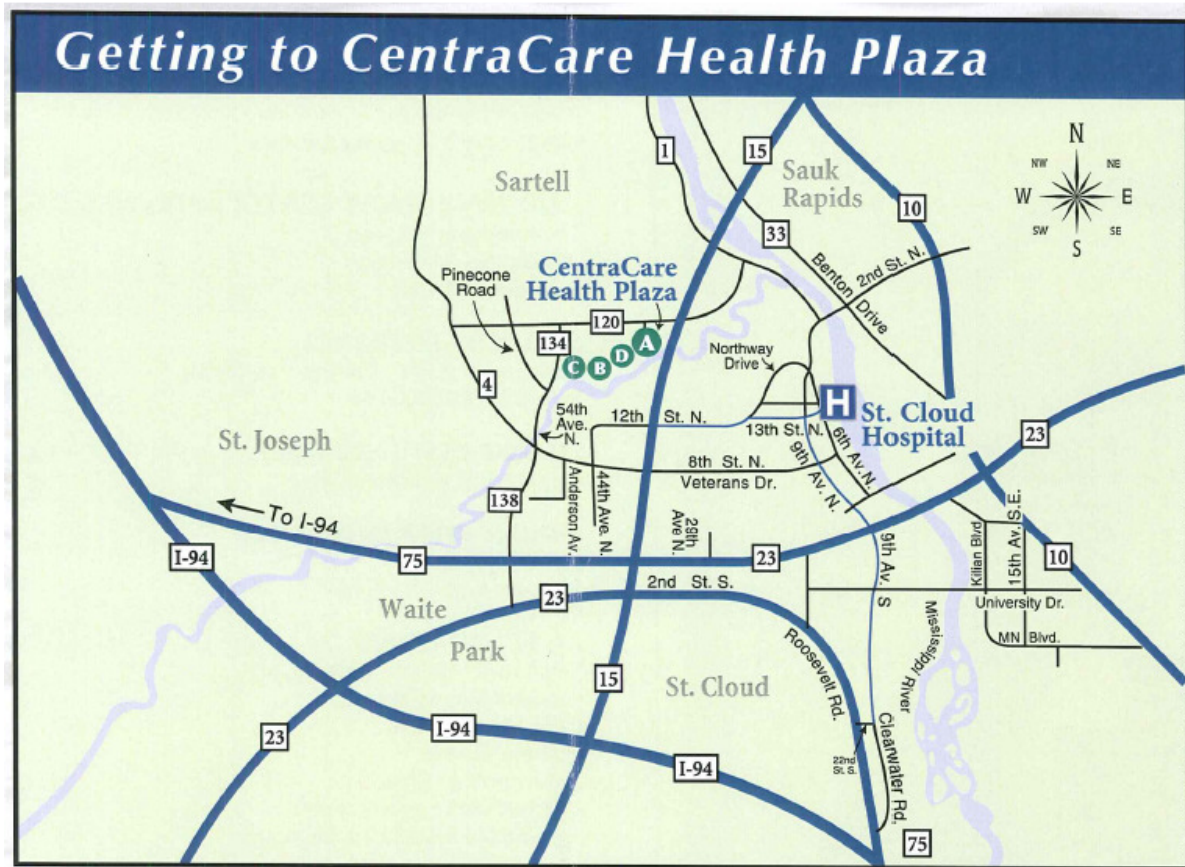 Getting to CentraCare Health Plaza
1
15
Sartell
Sauk
Rapids
N
NW
NE
W
E
SW
SE
S
10
33
Pinecone
Road
CentraCare
Health Plaza
Benton
Drive
2nd St. N.
120
134
A
D
B
C
Northway
Drive
4
54th
Ave.
N.
12th St. N.
13th St. N.
H
St. Cloud
Hospital
St. Joseph
6th Av. N.
9th Av. N.
23
8th St. N.
Veterans Dr.
138
Anderson Av.
44th Ave. N.
To I-94
29th
Ave N.
I-94
75
23
9th Av. S
Kilian Blvd
15th Av. S.E.
10
2nd St. S.
23
University Dr.
Waite
Park
Mississippi River
MN Blvd.
Roosevelt Rd.
15
St. Cloud
23
I-94
I-94
22nd
St. S.
Clearwater Rd.
75